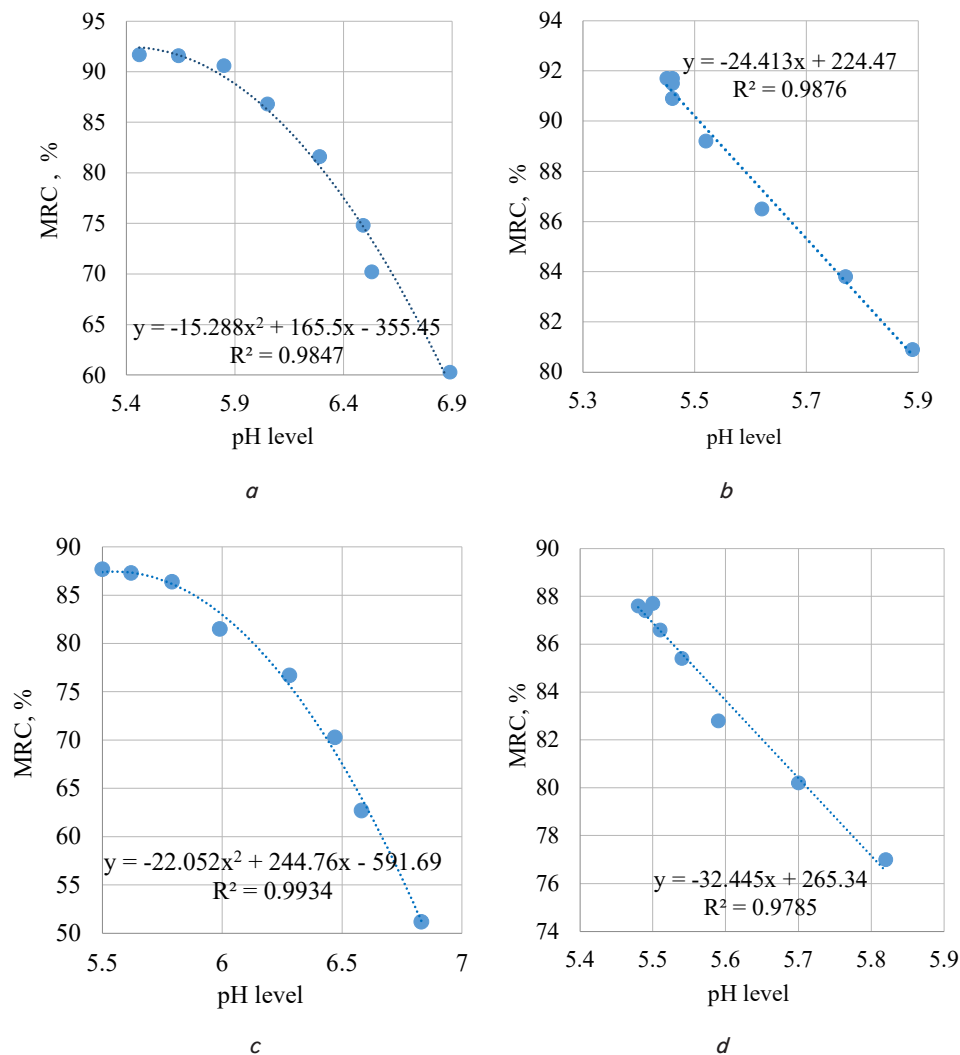 95
90
85
80
75
70
65
60
MRC , %
y = -15.288x² + 165.5x - 355.45
R² = 0.9847
5.4 5.9 6.4 6.9
pH level
a
94
92
90
88
86
84
82
80
MRC, %
y = -24.413x + 224.47
R² = 0.9876
5.3 5.5 5.7 5.9
pH level
b
90
85
80
75
70
65
60
55
50
MRC, %
y = -22.052x² + 244.76x - 591.69
R² = 0.9934
5.5 6 6.5 7
pH level
c
90
88
86
84
82
80
78
76
74
MRC, %
y = -32.445x + 265.34
R² = 0.9785
5.4 5.5 5.6 5.7 5.8 5.9
pH level
d